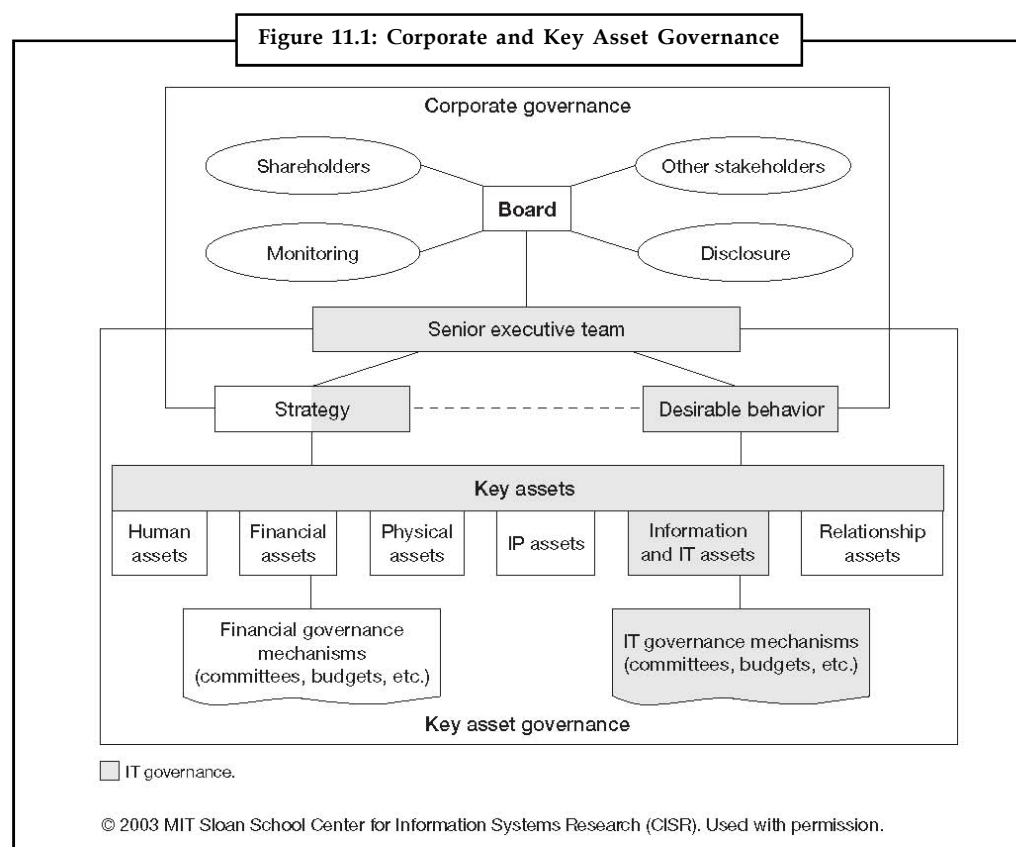 Figure 11.1: Corporate and Key Asset Governance
Corporate governance
Shareholders
Other stakeholders
Board
Monitoring
Disclosure
Senior executive team
Strategy
Desirable behavior
Key assets
Human
assets
Financial
assets
Physical
assets
IP assets
Information
and IT assets
Relationship
assets
Financial governance
mechanisms
(committees, budgets, etc.)
IT governance mechanisms
(committees, budgets, etc.)
Key asset governance
IT governance.
© 2003 MIT Sloan School Center for Information Systems Research (CISR). Used with permission.